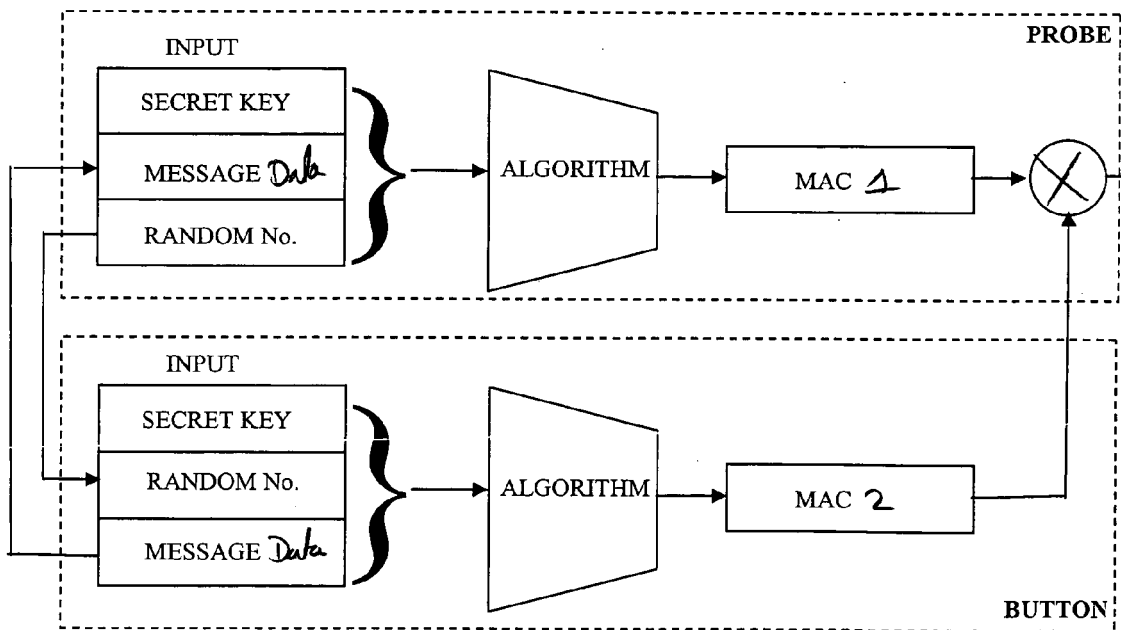 PROBE
INPUT
SECRET KEY
MESSAGE Data
RANDOM No.
ALGORITHM
MAC 1
INPUT
SECRET KEY
RANDOM No.
MESSAGE Data
ALGORITHM
MAC 2
BUTTON